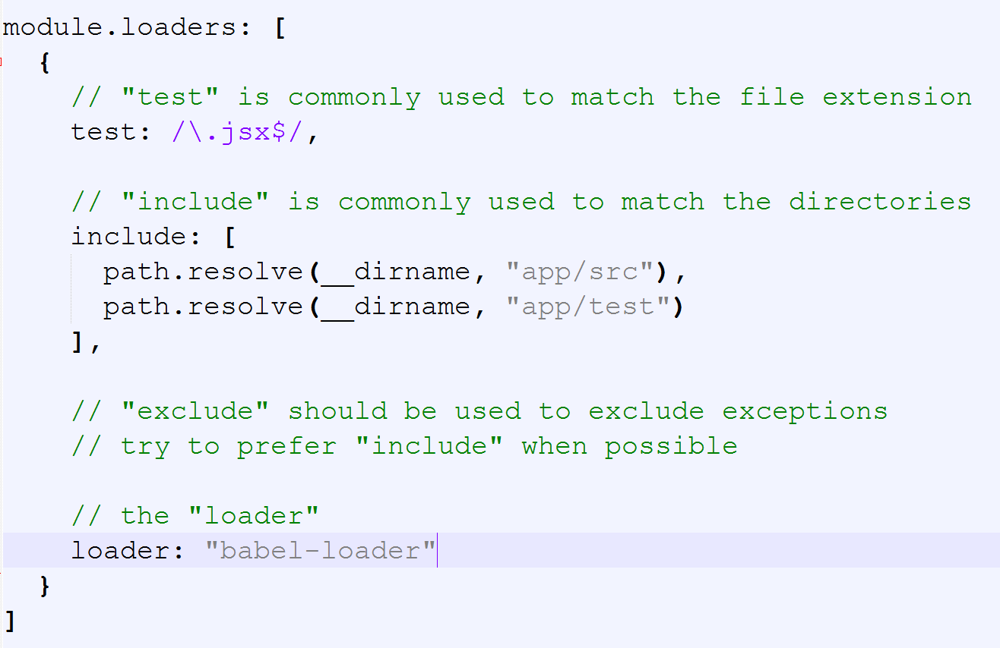 module.loaders: [
  {
    // "test" is commonly used to match the file extension
    test: /\.jsx$/,

    // "include" is commonly used to match the directories
    include: [
      path.resolve(__dirname, "app/src"),
      path.resolve(__dirname, "app/test")
    ],

    // "exclude" should be used to exclude exceptions
    // try to prefer "include" when possible

    // the "loader"
    loader: "babel-loader"
  }
]